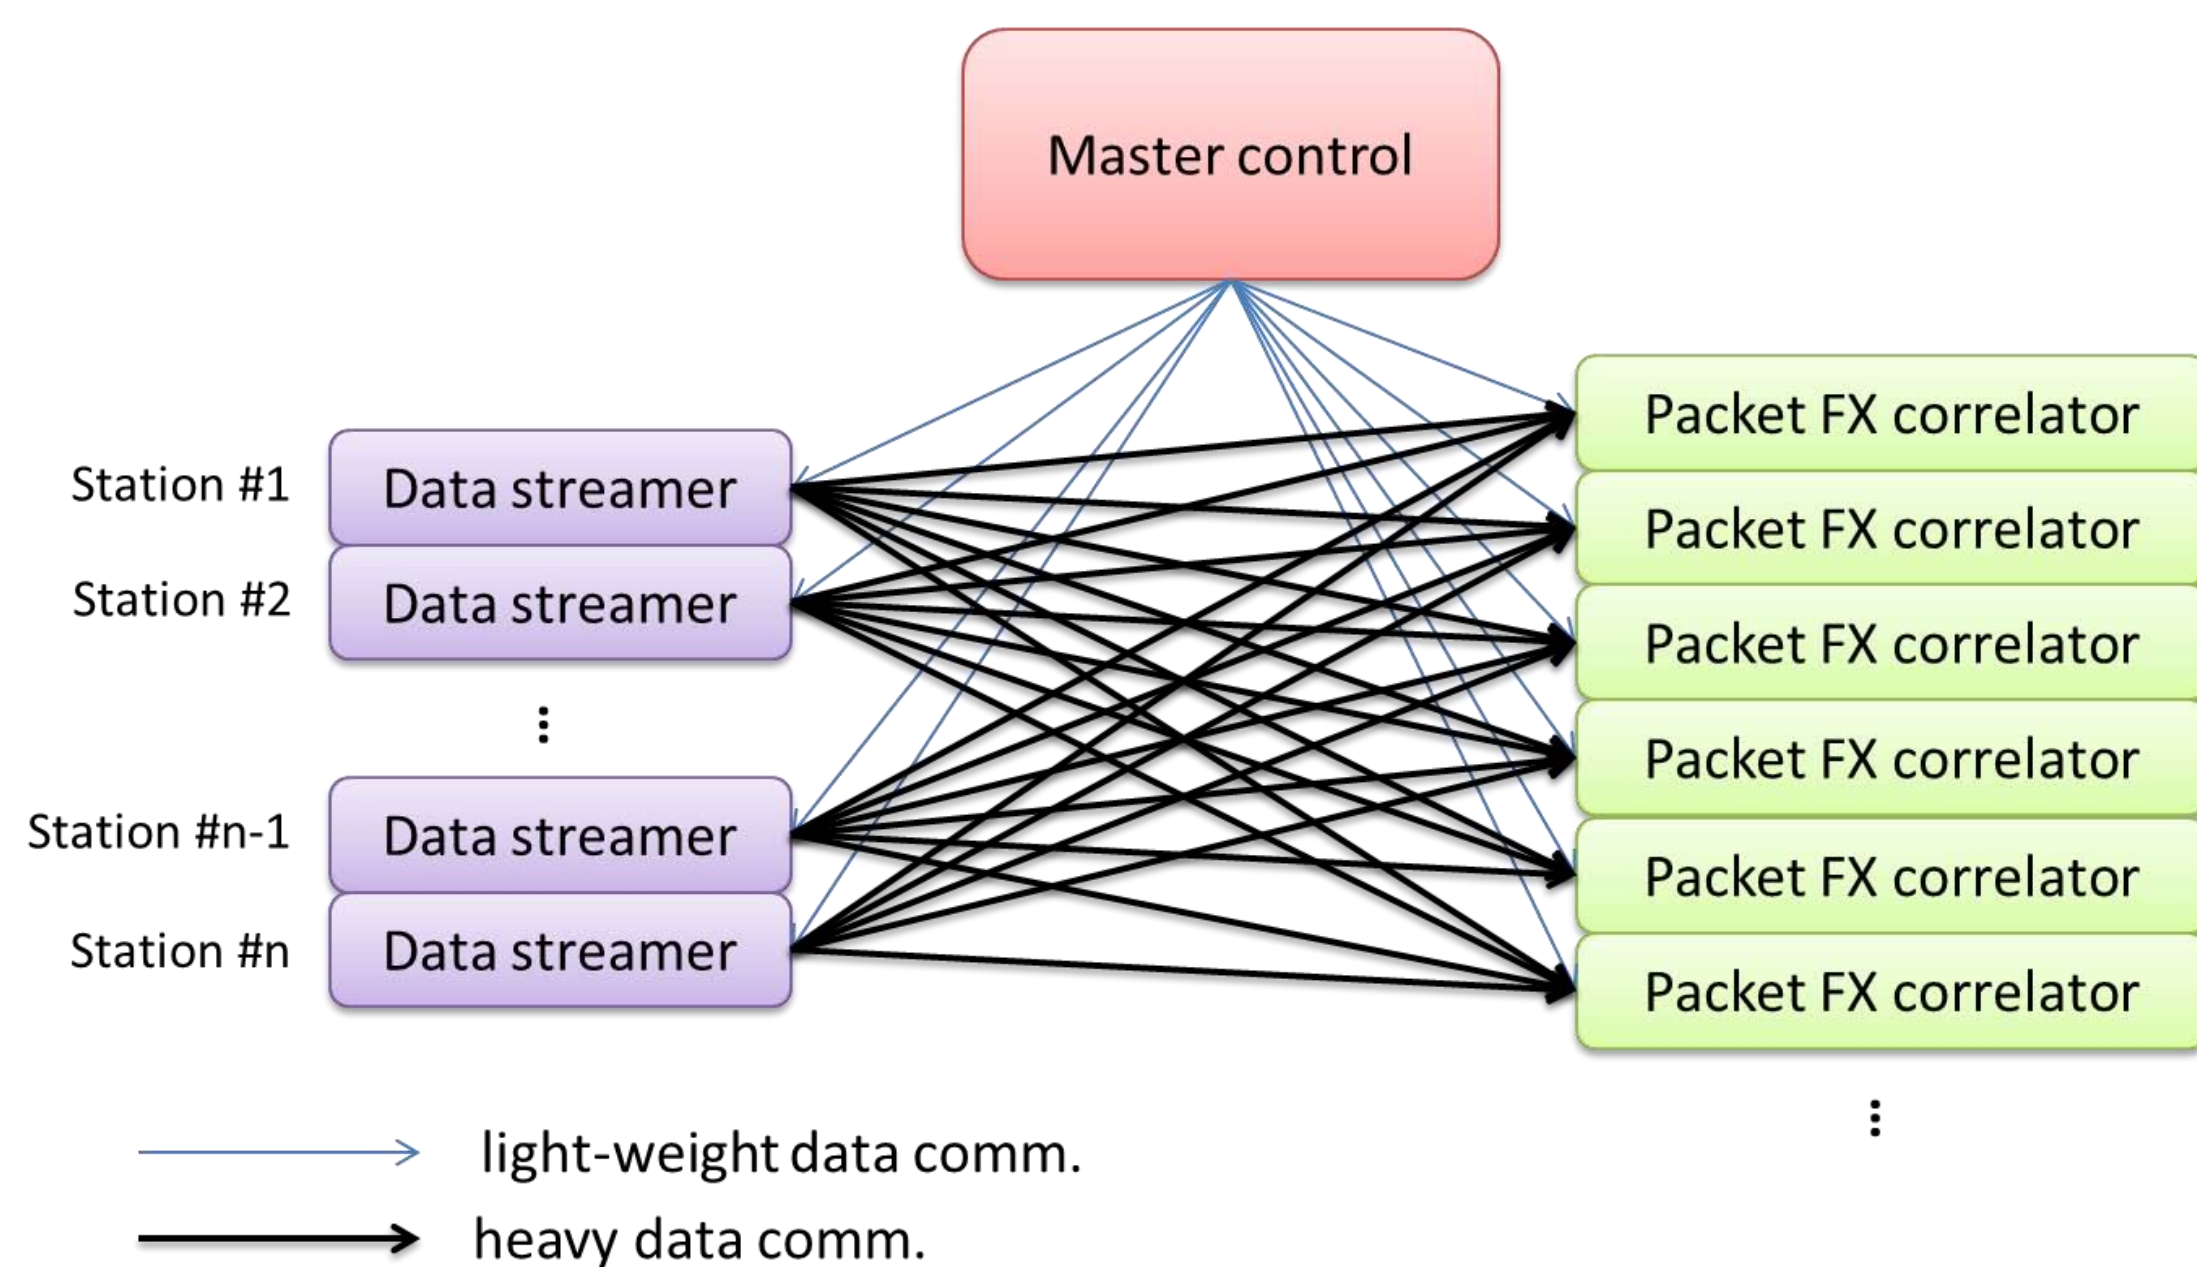 Master control
Packet FX correlator
Station #1 Data streamer
Packet FX correlator
Station #2 Data streamer
Packet FX correlator
Packet FX correlator
Station #n-1 Data streamer
Packet FX correlator
Station #n Data streamer
Packet FX correlator
light-weight data comm.
heavy data comm.